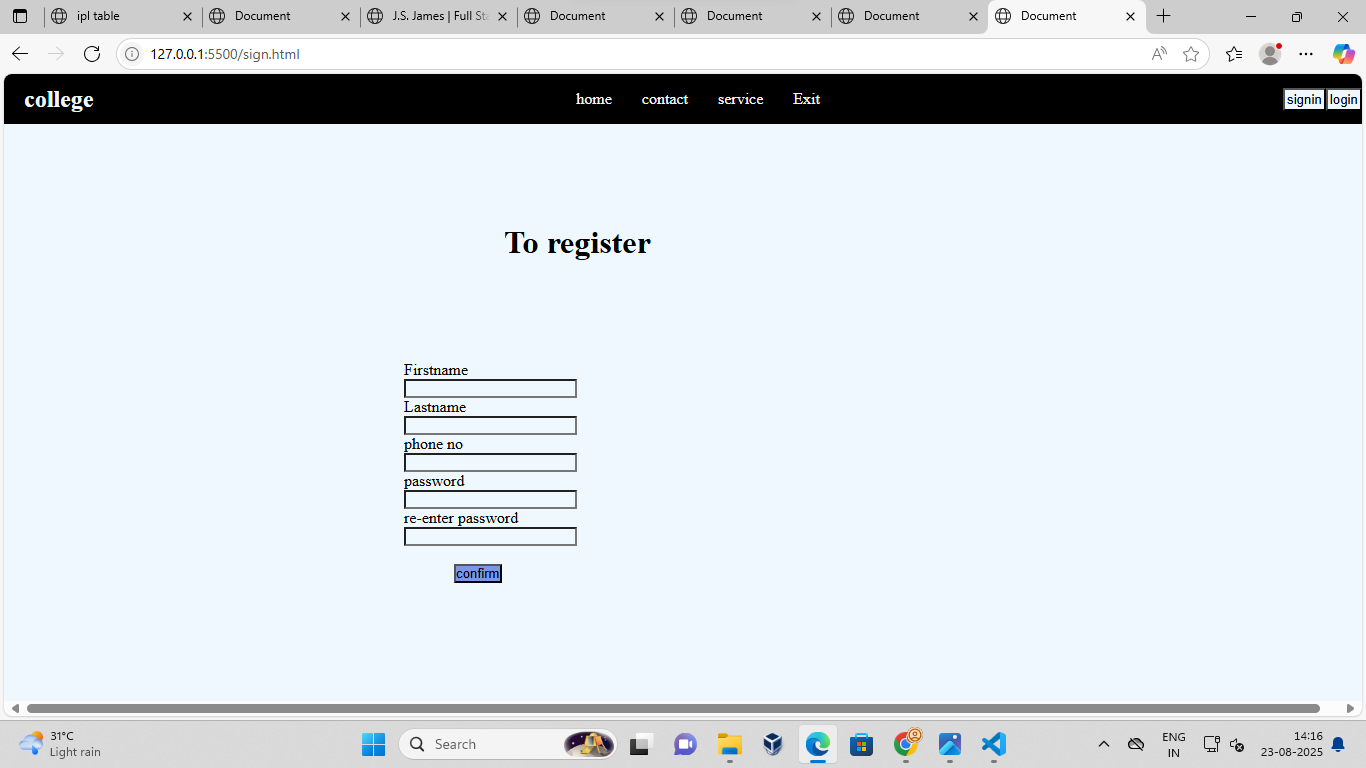 ipl table
Document
J.S. James | Full Sta
Document
Document
Document
Document
127.0.0.1:5500/sign.html
college
home contact service Exit
signin login
To register
Firstname
Lastname
phone no
password
re-enter password
confirm
31°C
Light rain
Search
ENG
IN
14:16
23-08-2025